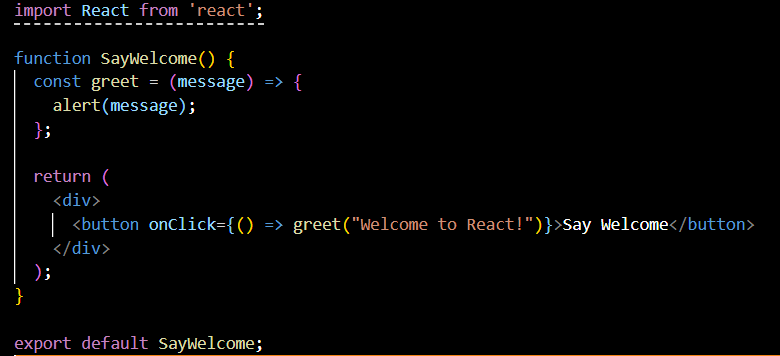 import React from 'react';
function SayWelcome() {
const greet = (message) => {
alert(message);
};
return (
<div>
<button onClick={() => greet("Welcome to React!")}>Say Welcome</button>
</div>
);
}
export default SayWelcome;